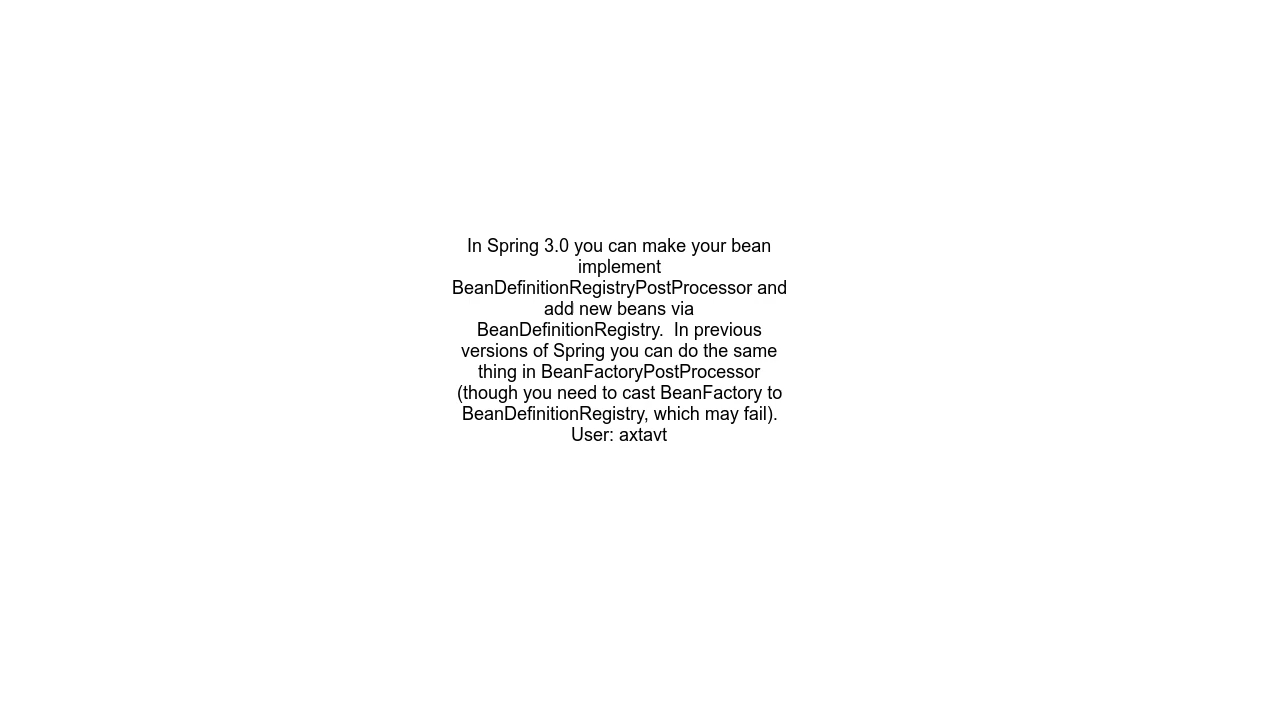 In Spring 3.0 you can make your bean
implement
BeanDefinitionRegistryPostProcessor and
add new beans via
BeanDefinitionRegistry.  In previous
versions of Spring you can do the same
thing in BeanFactoryPostProcessor
(though you need to cast BeanFactory to
BeanDefinitionRegistry, which may fail).
User: axtavt